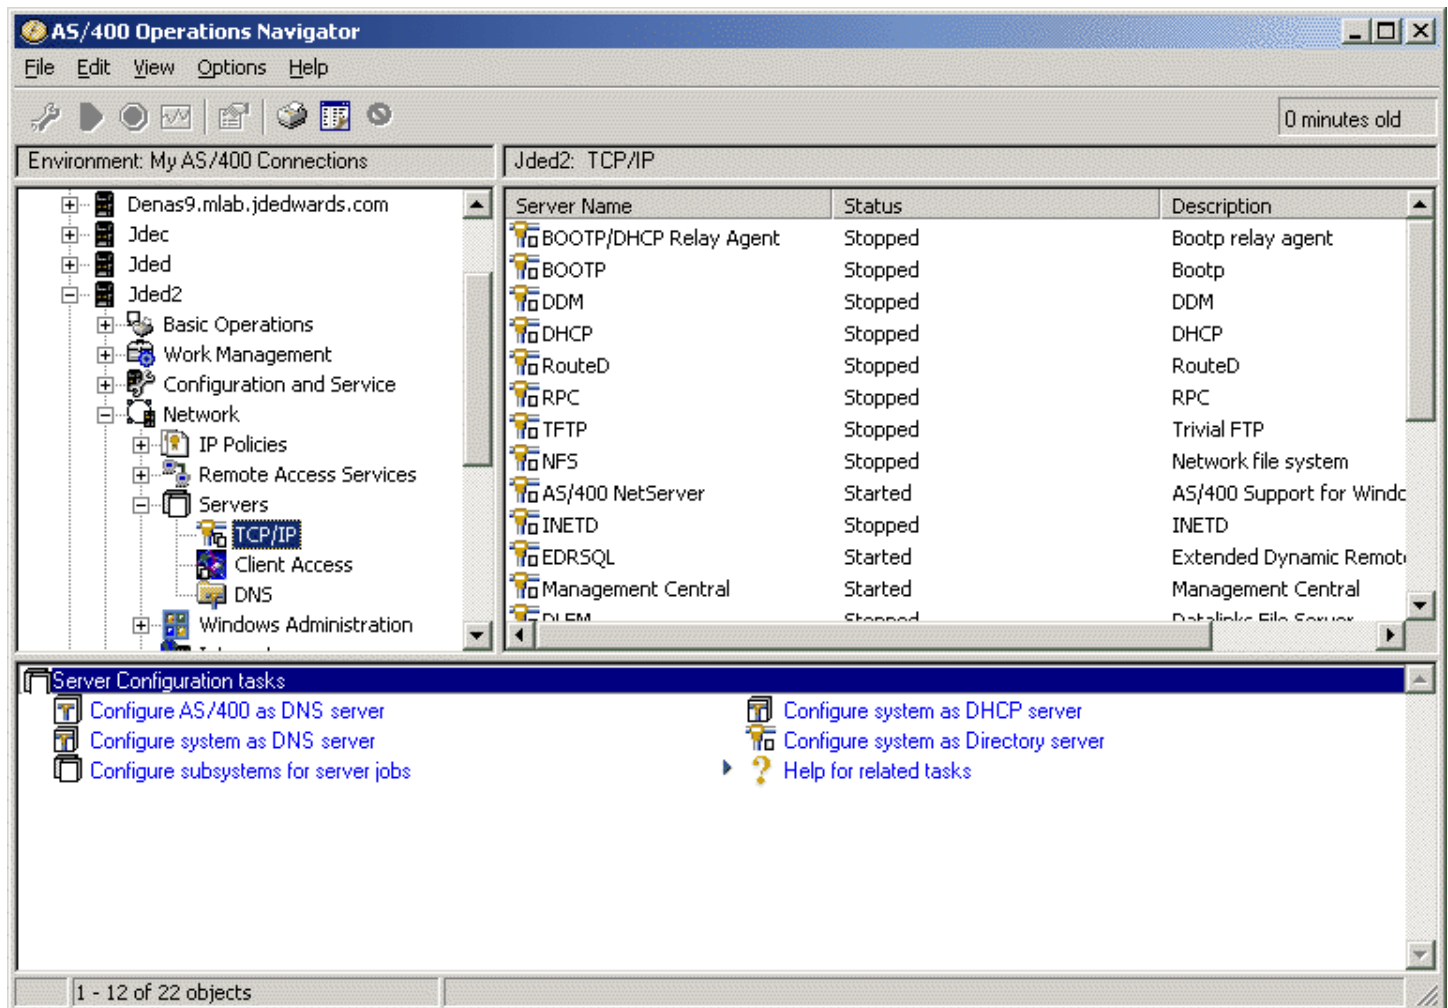 AS/400 Operations Navigator
File Edit View Options Help
0 minutes old
Environment: My AS/400 Connections
Jded2: TCP/IP
Denas9.mlab.jdedwards.com
Jdec
Jded
Jded2
Basic Operations
Work Management
Configuration and Service
Network
IP Policies
Remote Access Services
Servers
TCP/IP
Client Access
DNS
Windows Administration
Server Name Status Description
BOOTP/DHCP Relay Agent Stopped Bootp relay agent
BOOTP Stopped Bootp
DDM Stopped DDM
DHCP Stopped DHCP
RouteD Stopped RouteD
RPC Stopped RPC
TFTP Stopped Trivial FTP
NFS Stopped Network file system
AS/400 NetServer Started AS/400 Support for Windo
INETD Stopped INETD
EDRSQL Started Extended Dynamic Remot
Management Central Started Management Central
DLFM Stopped Datalinks File Server
Server Configuration tasks
Configure AS/400 as DNS server
Configure system as DNS server
Configure subsystems for server jobs
Configure system as DHCP server
Configure system as Directory server
Help for related tasks
1 - 12 of 22 objects